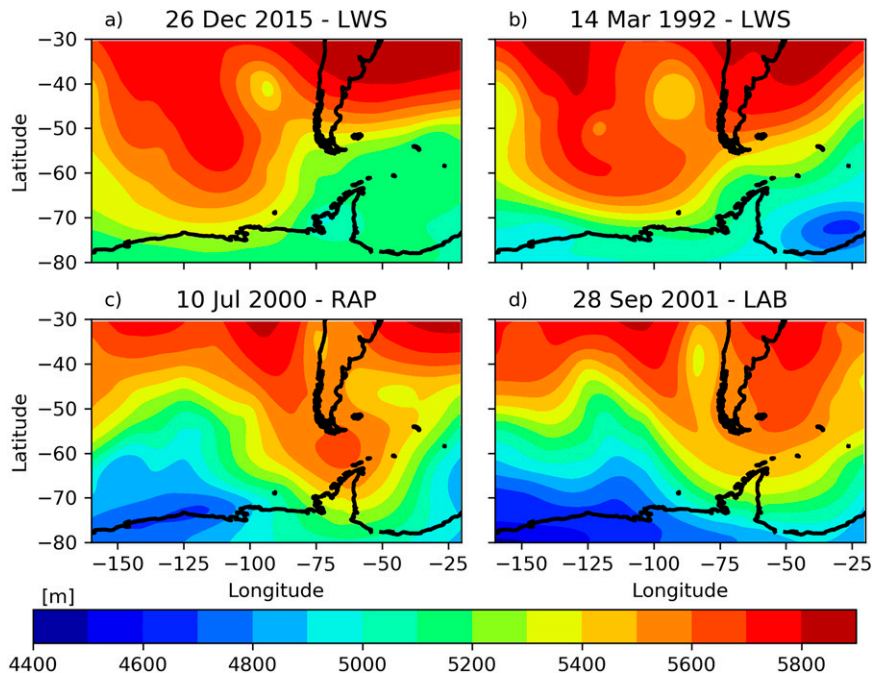 a) 26 Dec 2015 - LWS
b) 14 Mar 1992 - LWS
−30
−40
−50
−60
−70
−80
Latitude
c) 10 Jul 2000 - RAP
d) 28 Sep 2001 - LAB
−30
−40
−50
−60
−70
−80
Latitude
−150 −125 −100 −75 −50 −25
−150 −125 −100 −75 −50 −25
Longitude
Longitude
[m]
4400 4600 4800 5000 5200 5400 5600 5800